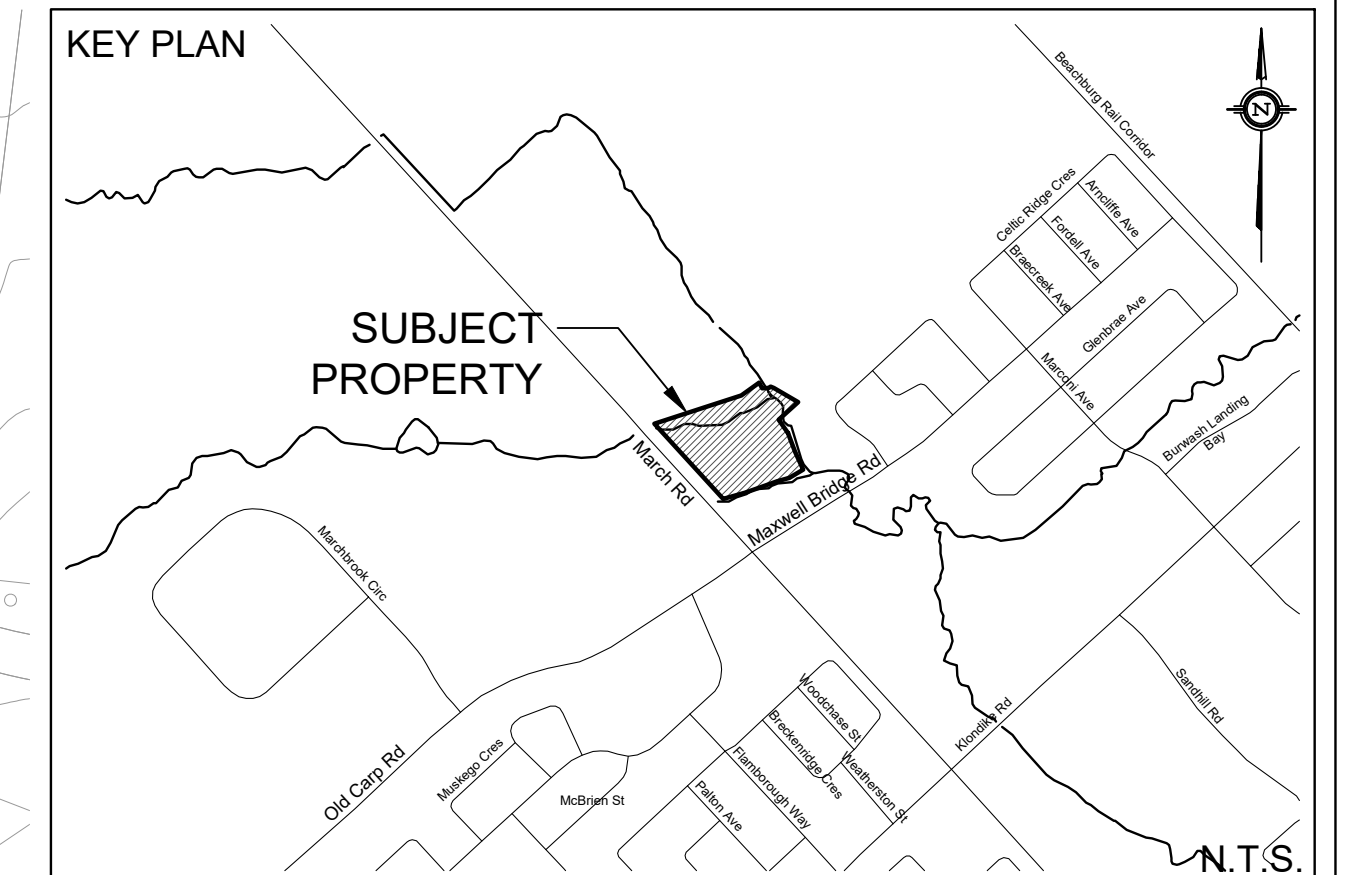 KEY PLAN
Beachburg Rail Corridor
N
Celtic Ridge Cres
Arncliffe Ave
Fordell Ave
Braecreek Ave
Glenbrae Ave
SUBJECT
PROPERTY
Marconi Ave
Burwash Landing
Bay
March Rd
Maxwell Bridge Rd
Marchbrook Circ
Woodchase St
Sandhill Rd
Breckenridge Cres
Klondike Rd
Muskego Cres
Flamborough Way
Weatherston St
Old Carp Rd
McBrien St
Palton Ave
N.T.S.